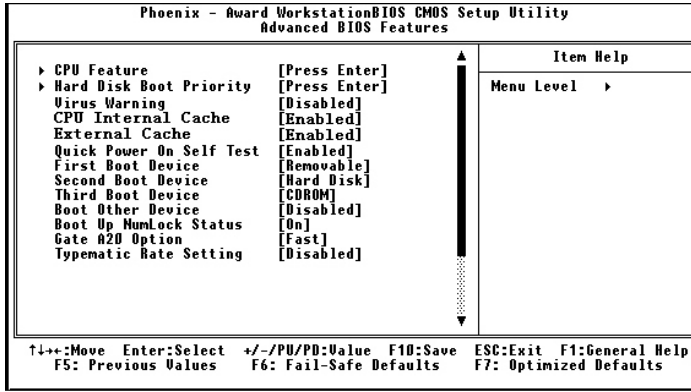 Phoenix - Award WorkstationBIOS CMOS Setup Utility
Advanced BIOS Features
Item Help
▸ CPU Feature [Press Enter]
▸ Hard Disk Boot Priority [Press Enter]
Menu Level ▸
Virus Warning [Disabled]
CPU Internal Cache [Enabled]
External Cache [Enabled]
Quick Power On Self Test [Enabled]
First Boot Device [Removable]
Second Boot Device [Hard Disk]
Third Boot Device [CDROM]
Boot Other Device [Disabled]
Boot Up NumLock Status [On]
Gate A20 Option [Fast]
Typematic Rate Setting [Disabled]
↑↓→←:Move Enter:Select +/-/PU/PD:Value F10:Save ESC:Exit F1:General Help
F5: Previous Values F6: Fail-Safe Defaults F7: Optimized Defaults